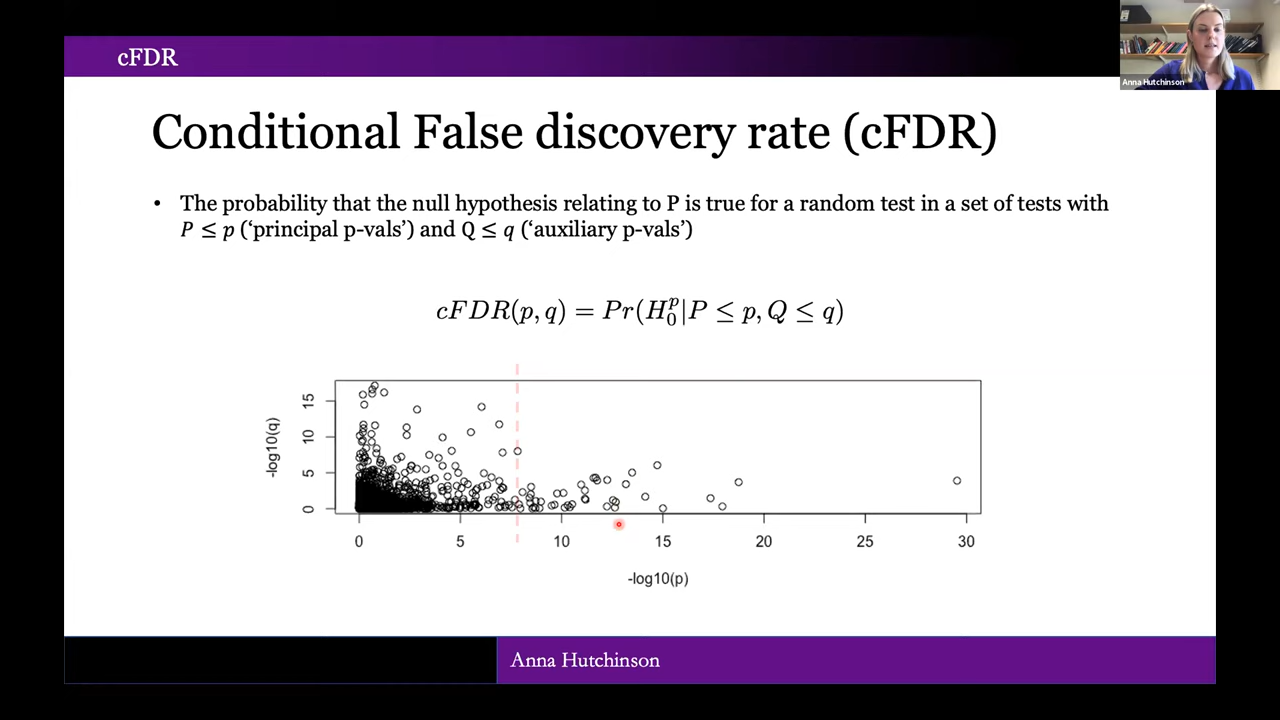 cFDR
Anna Hutchinson
Conditional False discovery rate (cFDR)
• The probability that the null hypothesis relating to P is true for a random test in a set of tests with
P ≤ p (‘principal p-vals’) and Q ≤ q (‘auxiliary p-vals’)
cFDR(p, q) = Pr(H₀ᵖ|P ≤ p, Q ≤ q)
-log10(q)
15
10
5
0
0 5 10 15 20 25 30
-log10(p)
Anna Hutchinson